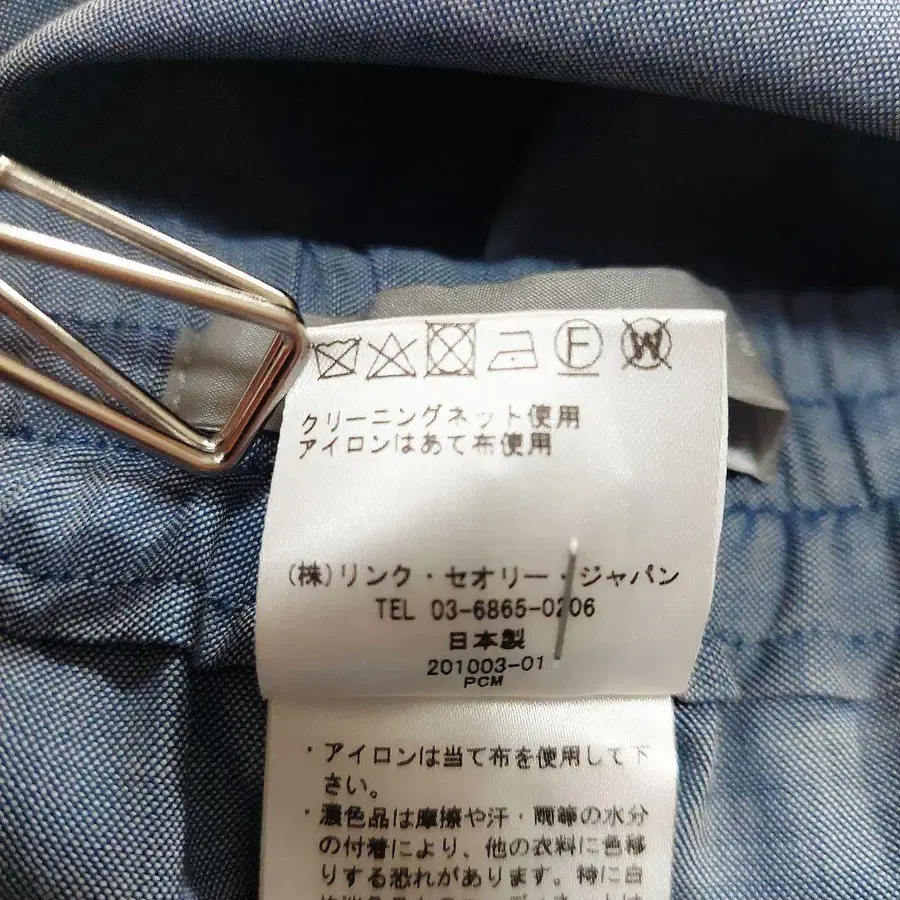 F W
クリーニングネット使用
アイロンはあて布使用
(株)リンク・セオリー・ジャパン
TEL 03-6865-0206
日本製
201003-01
PCM
・アイロンは当て布を使用して下
さい。
・濃色品は摩擦や汗・雨等の水分
の付着により、他の衣料に色移
りする恐れがあります。特に白